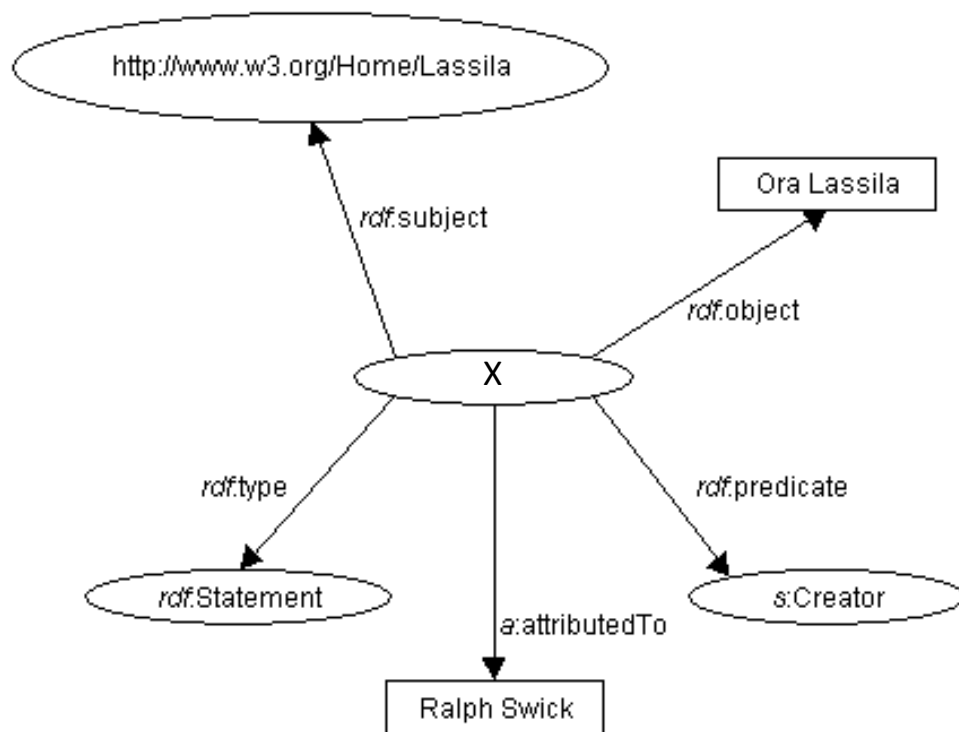 http://www.w3.org/Home/Lassila
Ora Lassila
rdf:subject
rdf:object
X
rdf:type
rdf:predicate
rdf:Statement
s:Creator
a:attributedTo
Ralph Swick